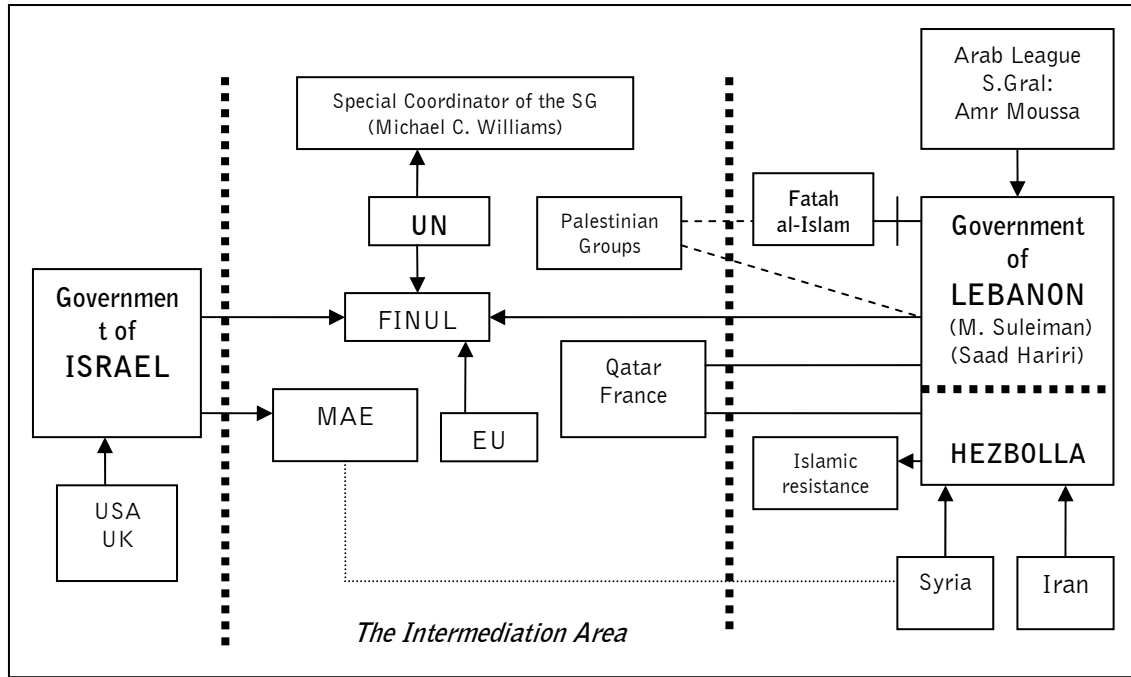 Arab League
S.Gral:
Amr Moussa
Special Coordinator of the SG
(Michael C. Williams)
UN
Palestinian
Groups
Fatah
al-Islam
Government
of
LEBANON
(M. Suleiman)
(Saad Hariri)
HEZBOLLA
Governmen
t of
ISRAEL
FINUL
Qatar
France
MAE
EU
Islamic
resistance
USA
UK
Syria
Iran
The Intermediation Area